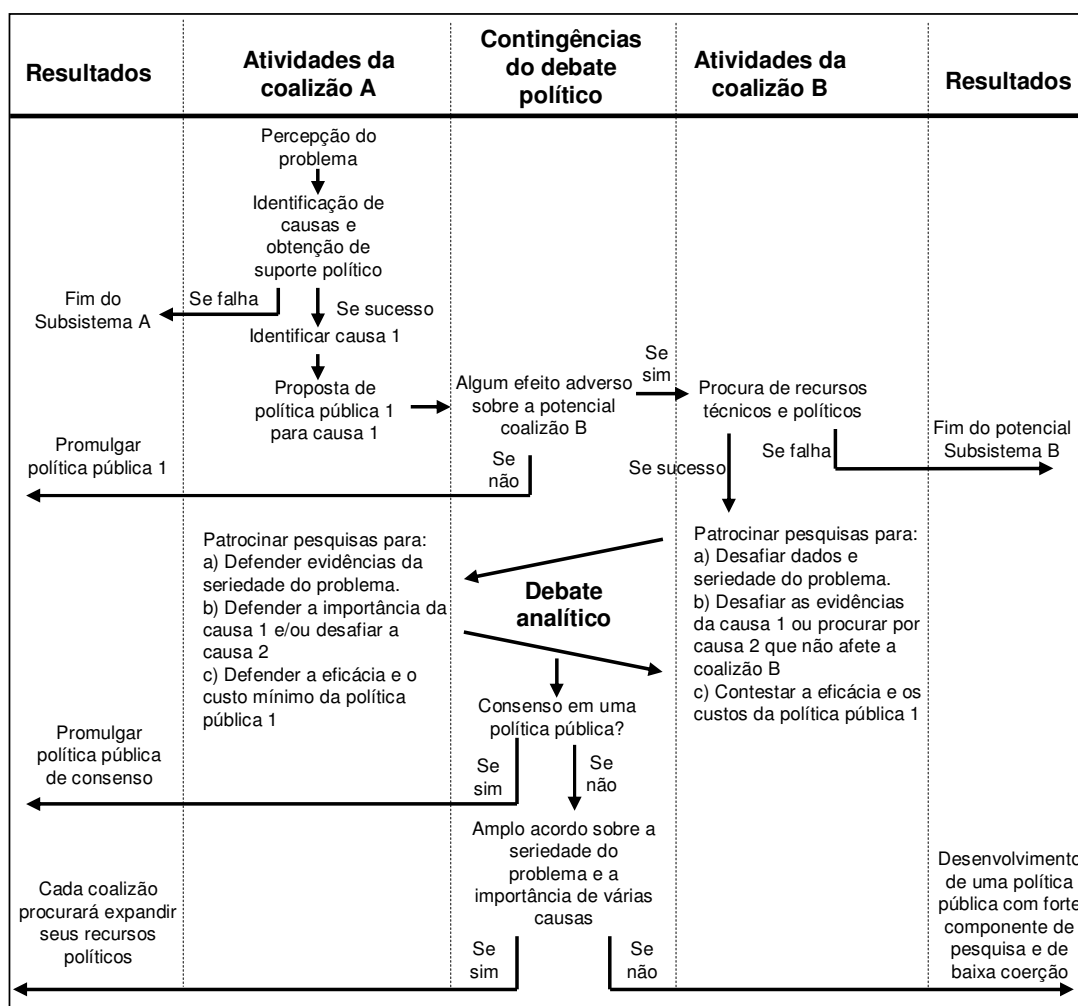 Resultados
Atividades da
coalizão A
Contingências
do debate
político
Atividades da
coalizão B
Resultados
Percepção do
problema
Identificação de
causas e
obtenção de
suporte político
Fim do
Subsistema A
Se falha
Se sucesso
Identificar causa 1
Proposta de
política pública 1
para causa 1
Algum efeito adverso
sobre a potencial
coalizão B
Se
sim
Procura de recursos
técnicos e políticos
Promulgar
política pública 1
Se
não
Se sucesso
Se falha
Fim do potencial
Subsistema B
Patrocinar pesquisas para:
a) Defender evidências da
seriedade do problema.
b) Defender a importância da
causa 1 e/ou desafiar a
causa 2
c) Defender a eficácia e o
custo mínimo da política
pública 1
Debate
analítico
Patrocinar pesquisas para:
a) Desafiar dados e
seriedade do problema.
b) Desafiar as evidências
da causa 1 ou procurar por
causa 2 que não afete a
coalizão B
c) Contestar a eficácia e os
custos da política pública 1
Consenso em uma
política pública?
Promulgar
política pública
de consenso
Se
sim
Se
não
Amplo acordo sobre a
seriedade do
problema e a
importância de várias
causas
Cada coalizão
procurará expandir
seus recursos
políticos
Se
sim
Se
não
Desenvolvimento
de uma política
pública com forte
componente de
pesquisa e de
baixa coerção